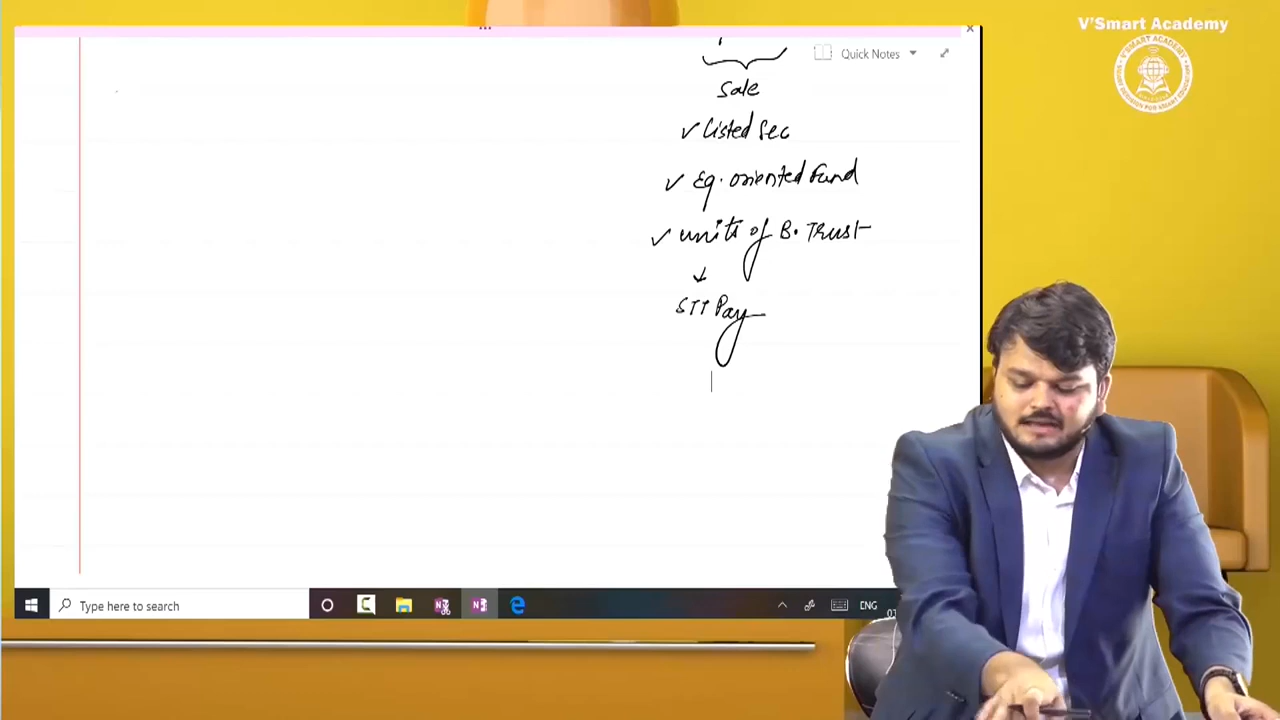 V'Smart Academy
Quick Notes
Sale
✓ Listed Sec
✓ Eq. oriented Fund
✓ units of B. Trust
↓
STT Pay
Type here to search
ENG